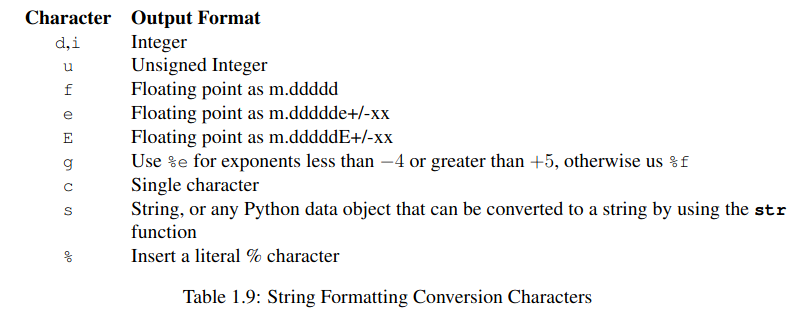 Character Output Format
d,i Integer
u Unsigned Integer
f Floating point as m.ddddd
e Floating point as m.ddddde+/-xx
E Floating point as m.dddddE+/-xx
g Use %e for exponents less than −4 or greater than +5, otherwise us %f
c Single character
s String, or any Python data object that can be converted to a string by using the str
function
% Insert a literal % character
Table 1.9: String Formatting Conversion Characters